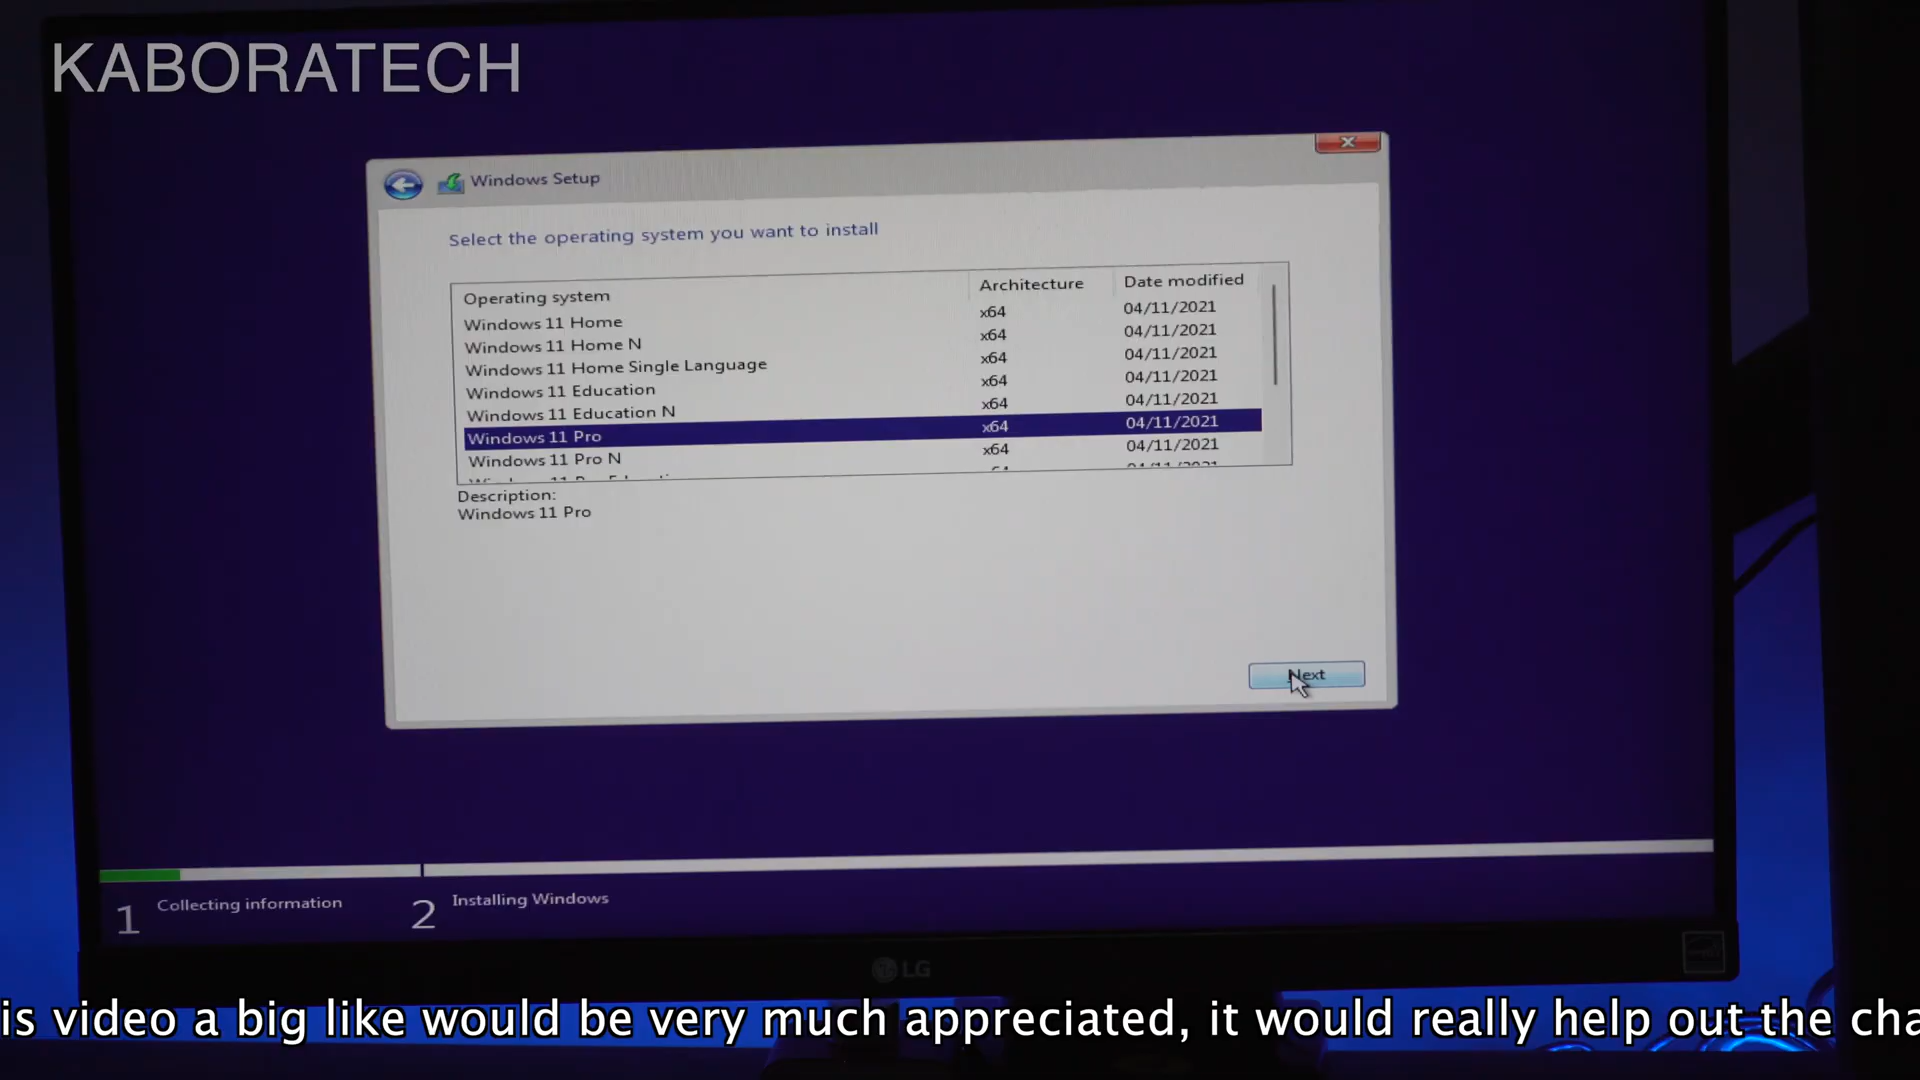 KABORATECH
Windows Setup
Select the operating system you want to install
Operating system Architecture Date modified
Windows 11 Home x64 04/11/2021
Windows 11 Home N x64 04/11/2021
Windows 11 Home Single Language x64 04/11/2021
Windows 11 Education x64 04/11/2021
Windows 11 Education N x64 04/11/2021
Windows 11 Pro x64 04/11/2021
Windows 11 Pro N x64 04/11/2021
Description:
Windows 11 Pro
Next
1 Collecting information 2 Installing Windows
LG
is video a big like would be very much appreciated, it would really help out the cha